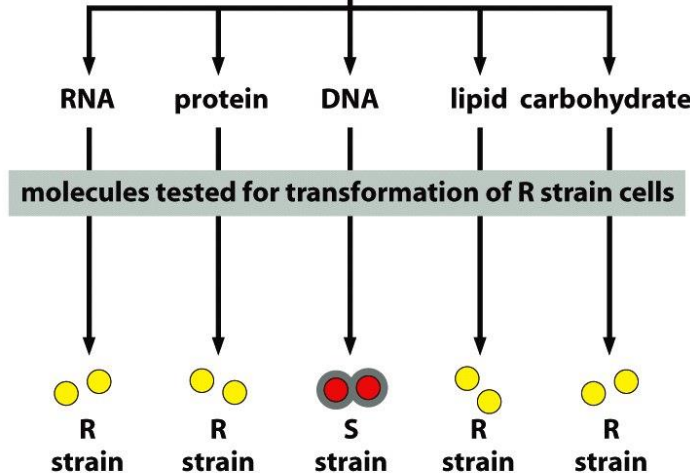 RNA protein DNA lipid carbohydrate
molecules tested for transformation of R strain cells
R R S R R
strain strain strain strain strain